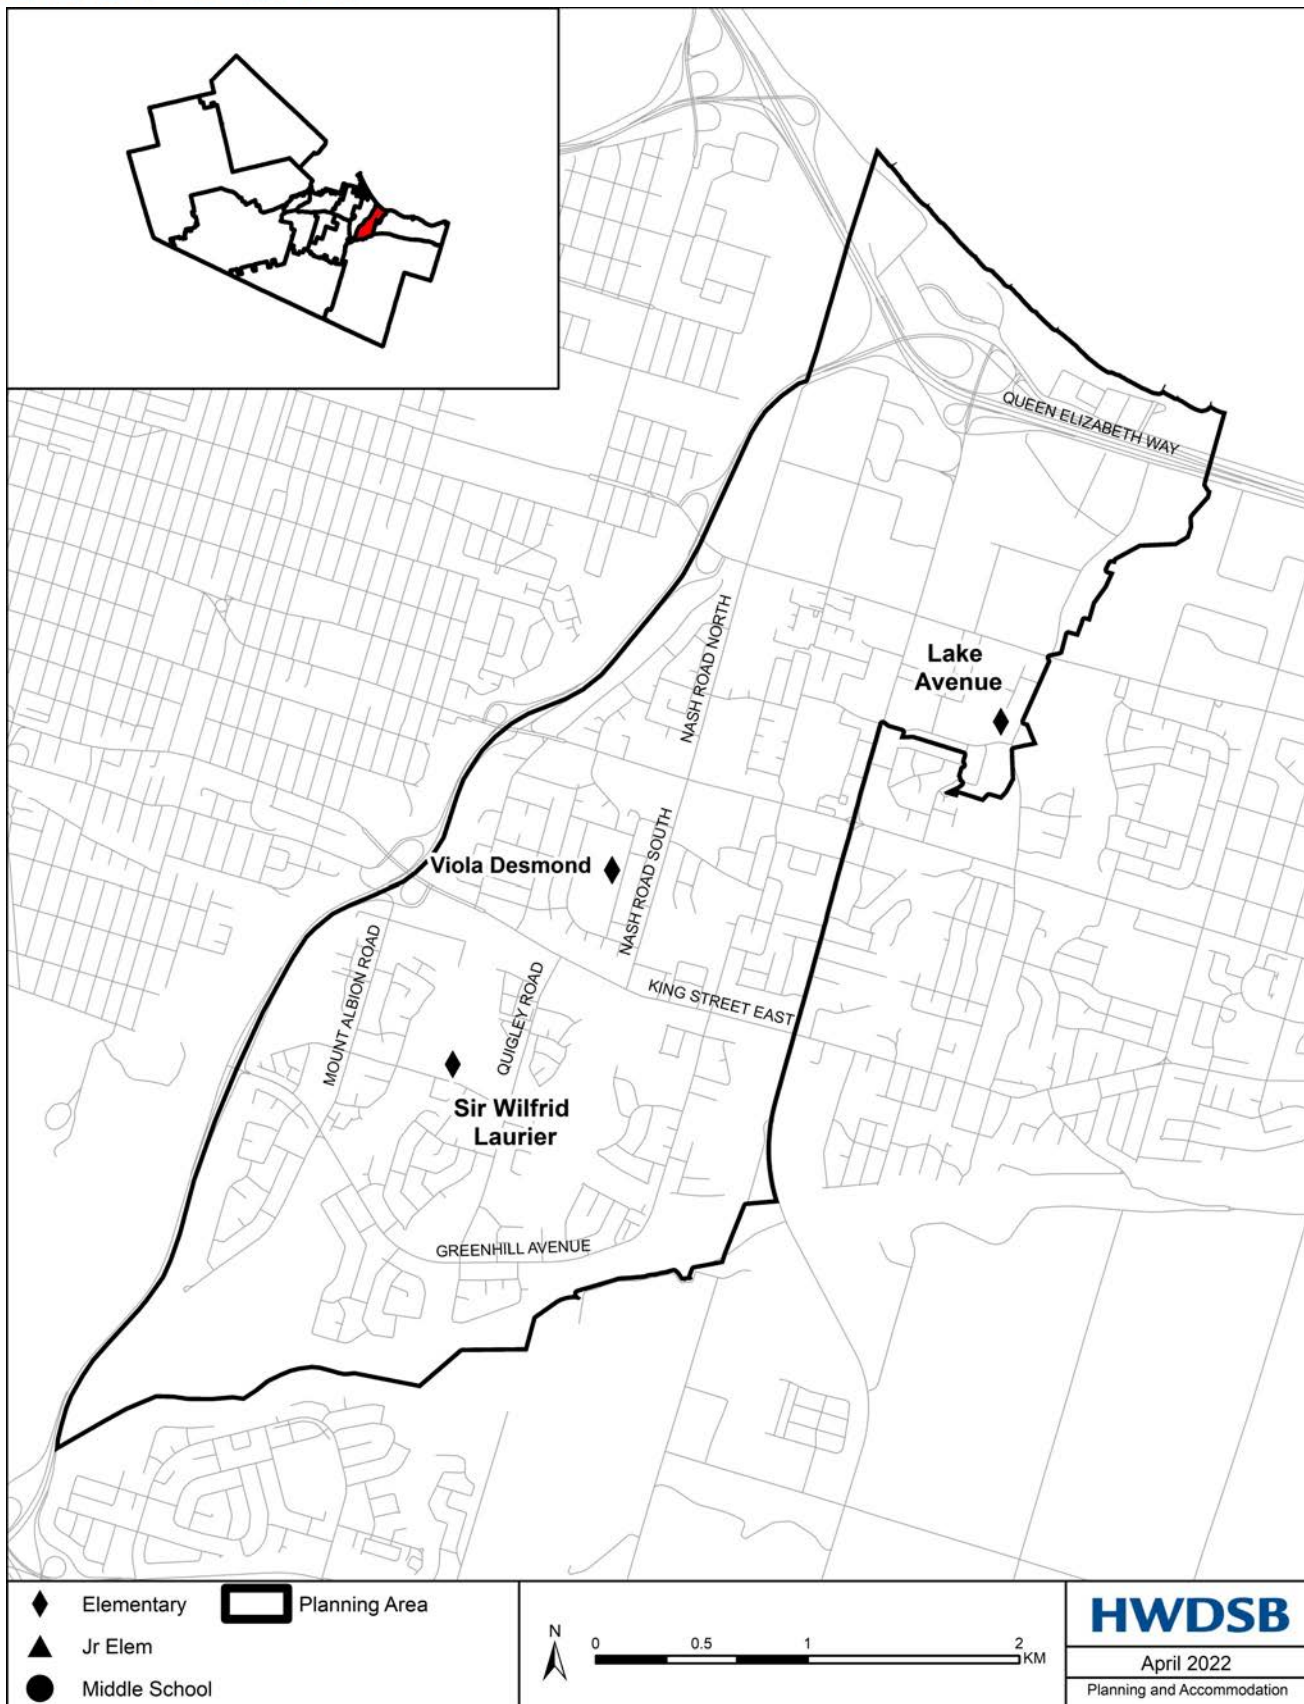 QUEEN ELIZABETH WAY
NASH ROAD NORTH
Lake
Avenue
Viola Desmond
NASH ROAD SOUTH
MOUNT ALBION ROAD
QUIGLEY ROAD
KING STREET EAST
Sir Wilfrid
Laurier
GREENHILL AVENUE
Elementary
Planning Area
Jr Elem
Middle School
N
0 0.5 1 2
KM
HWDSB
April 2022
Planning and Accommodation